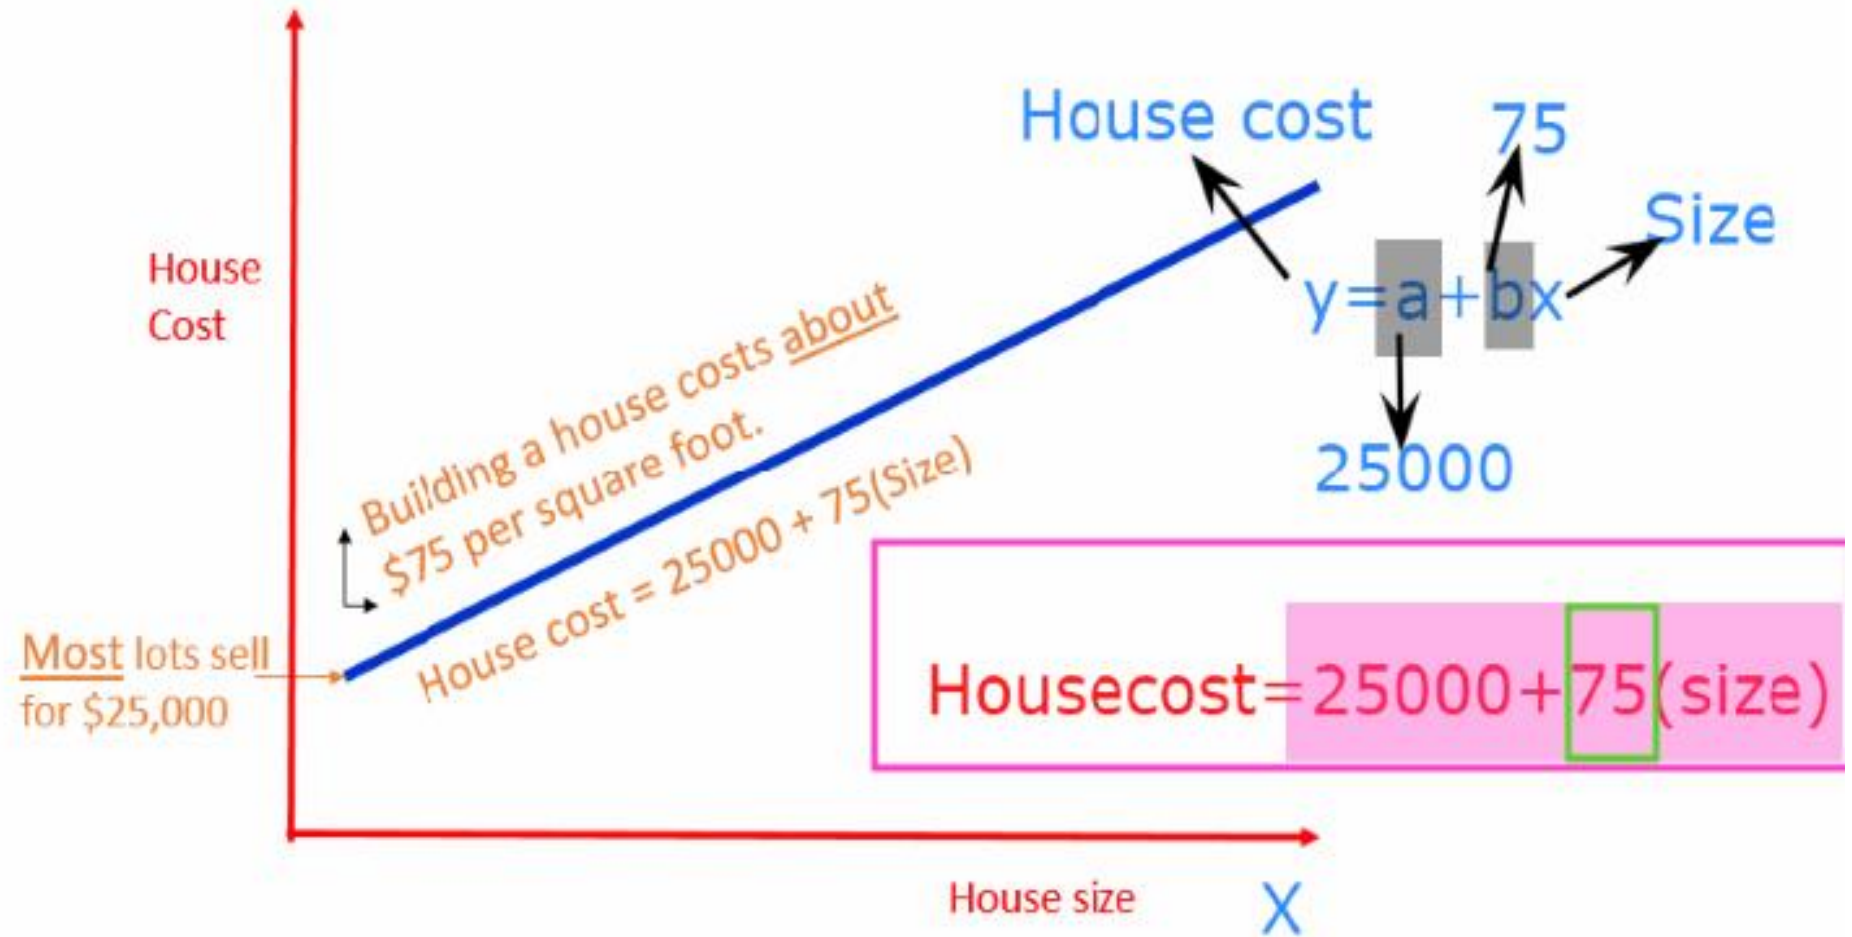 House cost
75
Size
y=a+bx
25000
House
Cost
Building a house costs about
$75 per square foot.
House cost = 25000 + 75(Size)
Most lots sell
for $25,000
Housecost=25000+75(size)
House size
X